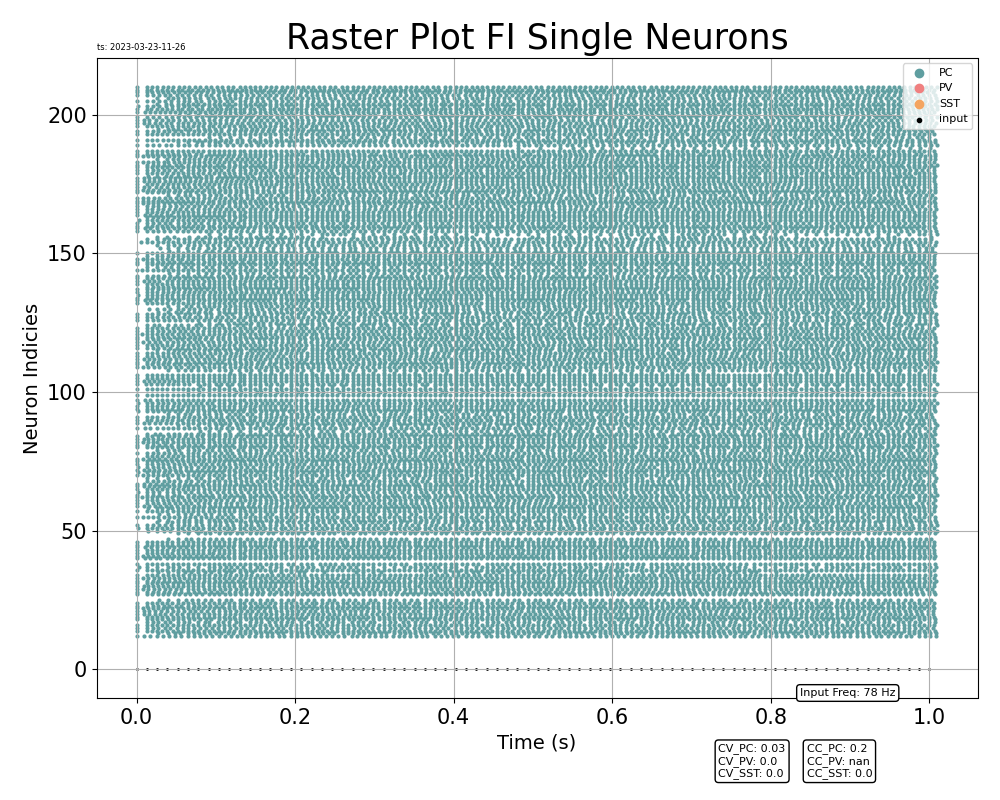 Raster Plot FI Single Neurons
ts: 2023-03-23-11-26
PC
PV
SST
input
200
150
100
50
0
Neuron Indicies
0.0 0.2 0.4 0.6 0.8 1.0
Time (s)
Input Freq: 78 Hz
CV_PC: 0.03
CV_PV: 0.0
CV_SST: 0.0
CC_PC: 0.2
CC_PV: nan
CC_SST: 0.0